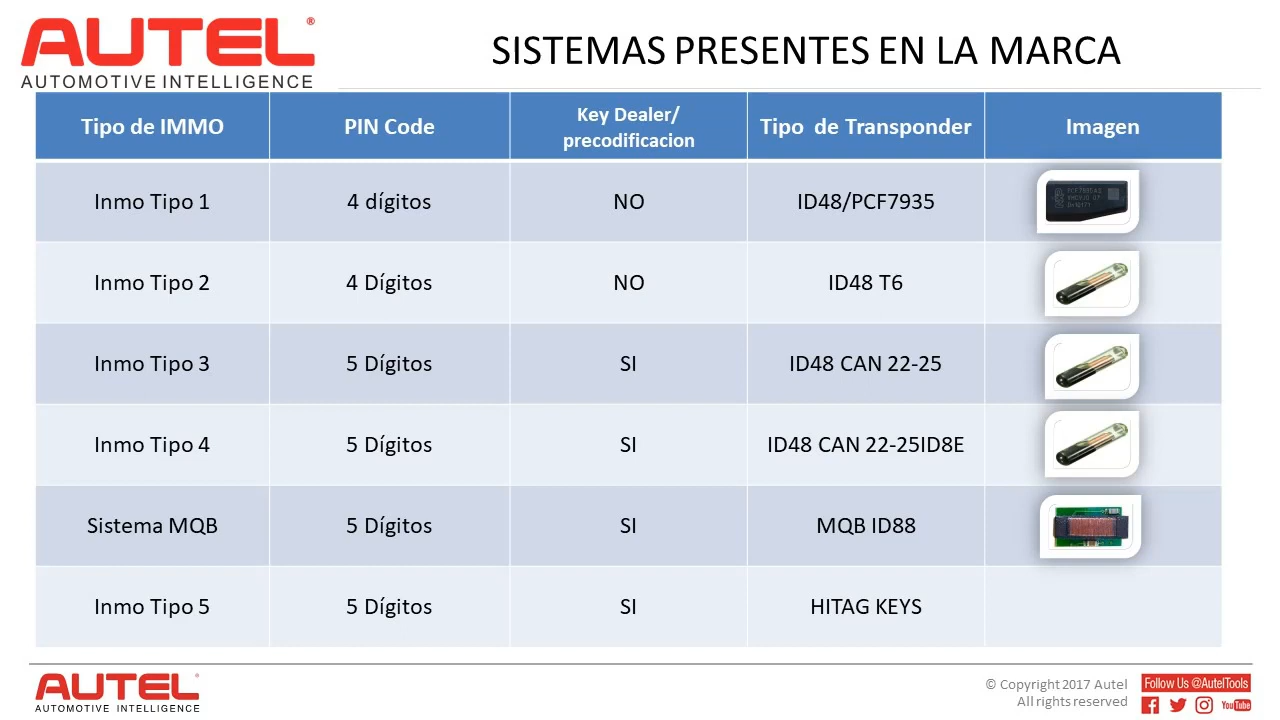 AUTEL®
AUTOMOTIVE INTELLIGENCE
SISTEMAS PRESENTES EN LA MARCA
Tipo de IMMO PIN Code Key Dealer/ precodificacion Tipo de Transponder Imagen
Inmo Tipo 1 4 dígitos NO ID48/PCF7935
Inmo Tipo 2 4 Dígitos NO ID48 T6
Inmo Tipo 3 5 Dígitos SI ID48 CAN 22-25
Inmo Tipo 4 5 Dígitos SI ID48 CAN 22-25ID8E
Sistema MQB 5 Dígitos SI MQB ID88
Inmo Tipo 5 5 Dígitos SI HITAG KEYS
AUTEL
AUTOMOTIVE INTELLIGENCE
© Copyright 2017 Autel
All rights reserved
Follow Us @AutelTools
YouTube